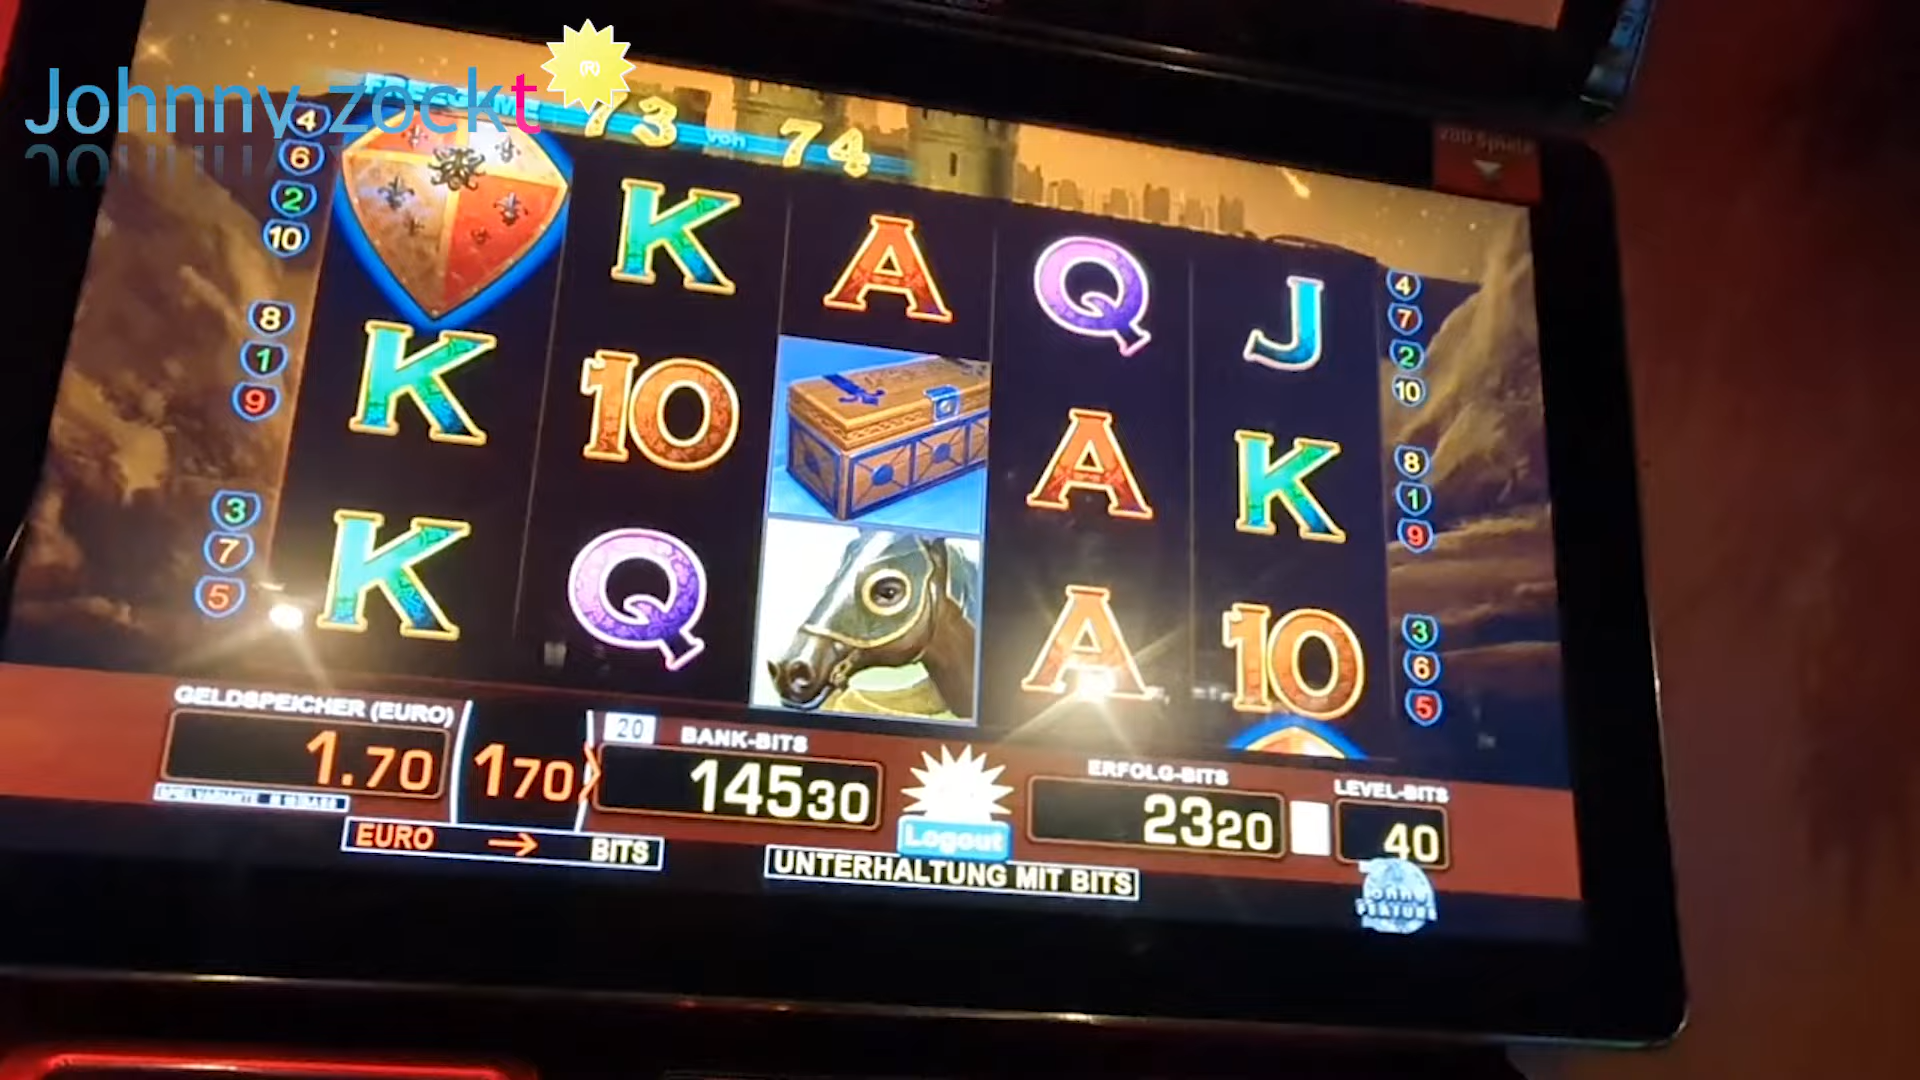 Johnny zockt
(R)
FREEGAME 73 von 74
4
6
2
10
8
1
9
3
7
5
K A Q J
K 10 A K
K Q A 10
4
7
2
10
8
1
9
3
6
5
GELDSPEICHER (EURO)
1.70
170
20
BANK-BITS
14530
Logout
ERFOLG-BITS
2320
LEVEL-BITS
40
EURO → BITS
UNTERHALTUNG MIT BITS
FEATURE